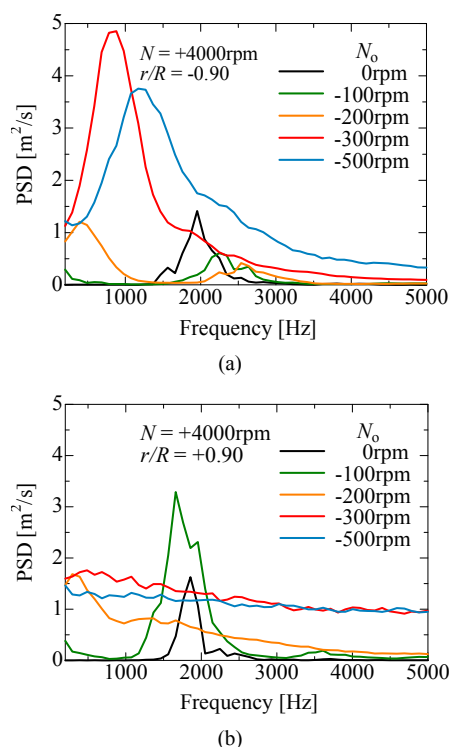 5
4
3
2
1
0
PSD [m²/s]
N = +4000rpm
r/R = -0.90
Nₒ
0rpm
-100rpm
-200rpm
-300rpm
-500rpm
1000 2000 3000 4000 5000
Frequency [Hz]
(a)
5
4
3
2
1
0
PSD [m²/s]
N = +4000rpm
r/R = +0.90
Nₒ
0rpm
-100rpm
-200rpm
-300rpm
-500rpm
1000 2000 3000 4000 5000
Frequency [Hz]
(b)